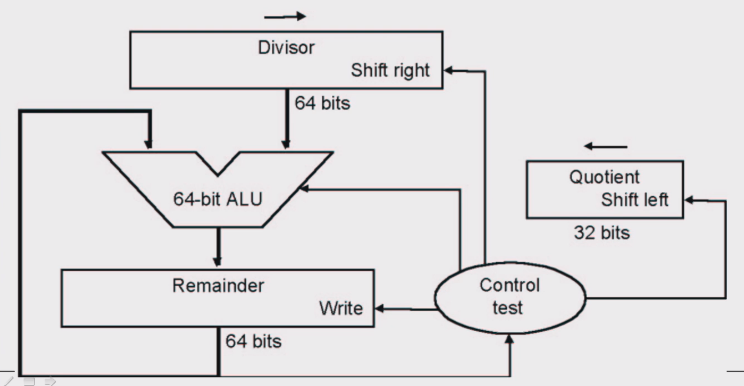 Divisor
Shift right
64 bits
64-bit ALU
Quotient
Shift left
32 bits
Remainder
Write
Control
test
64 bits